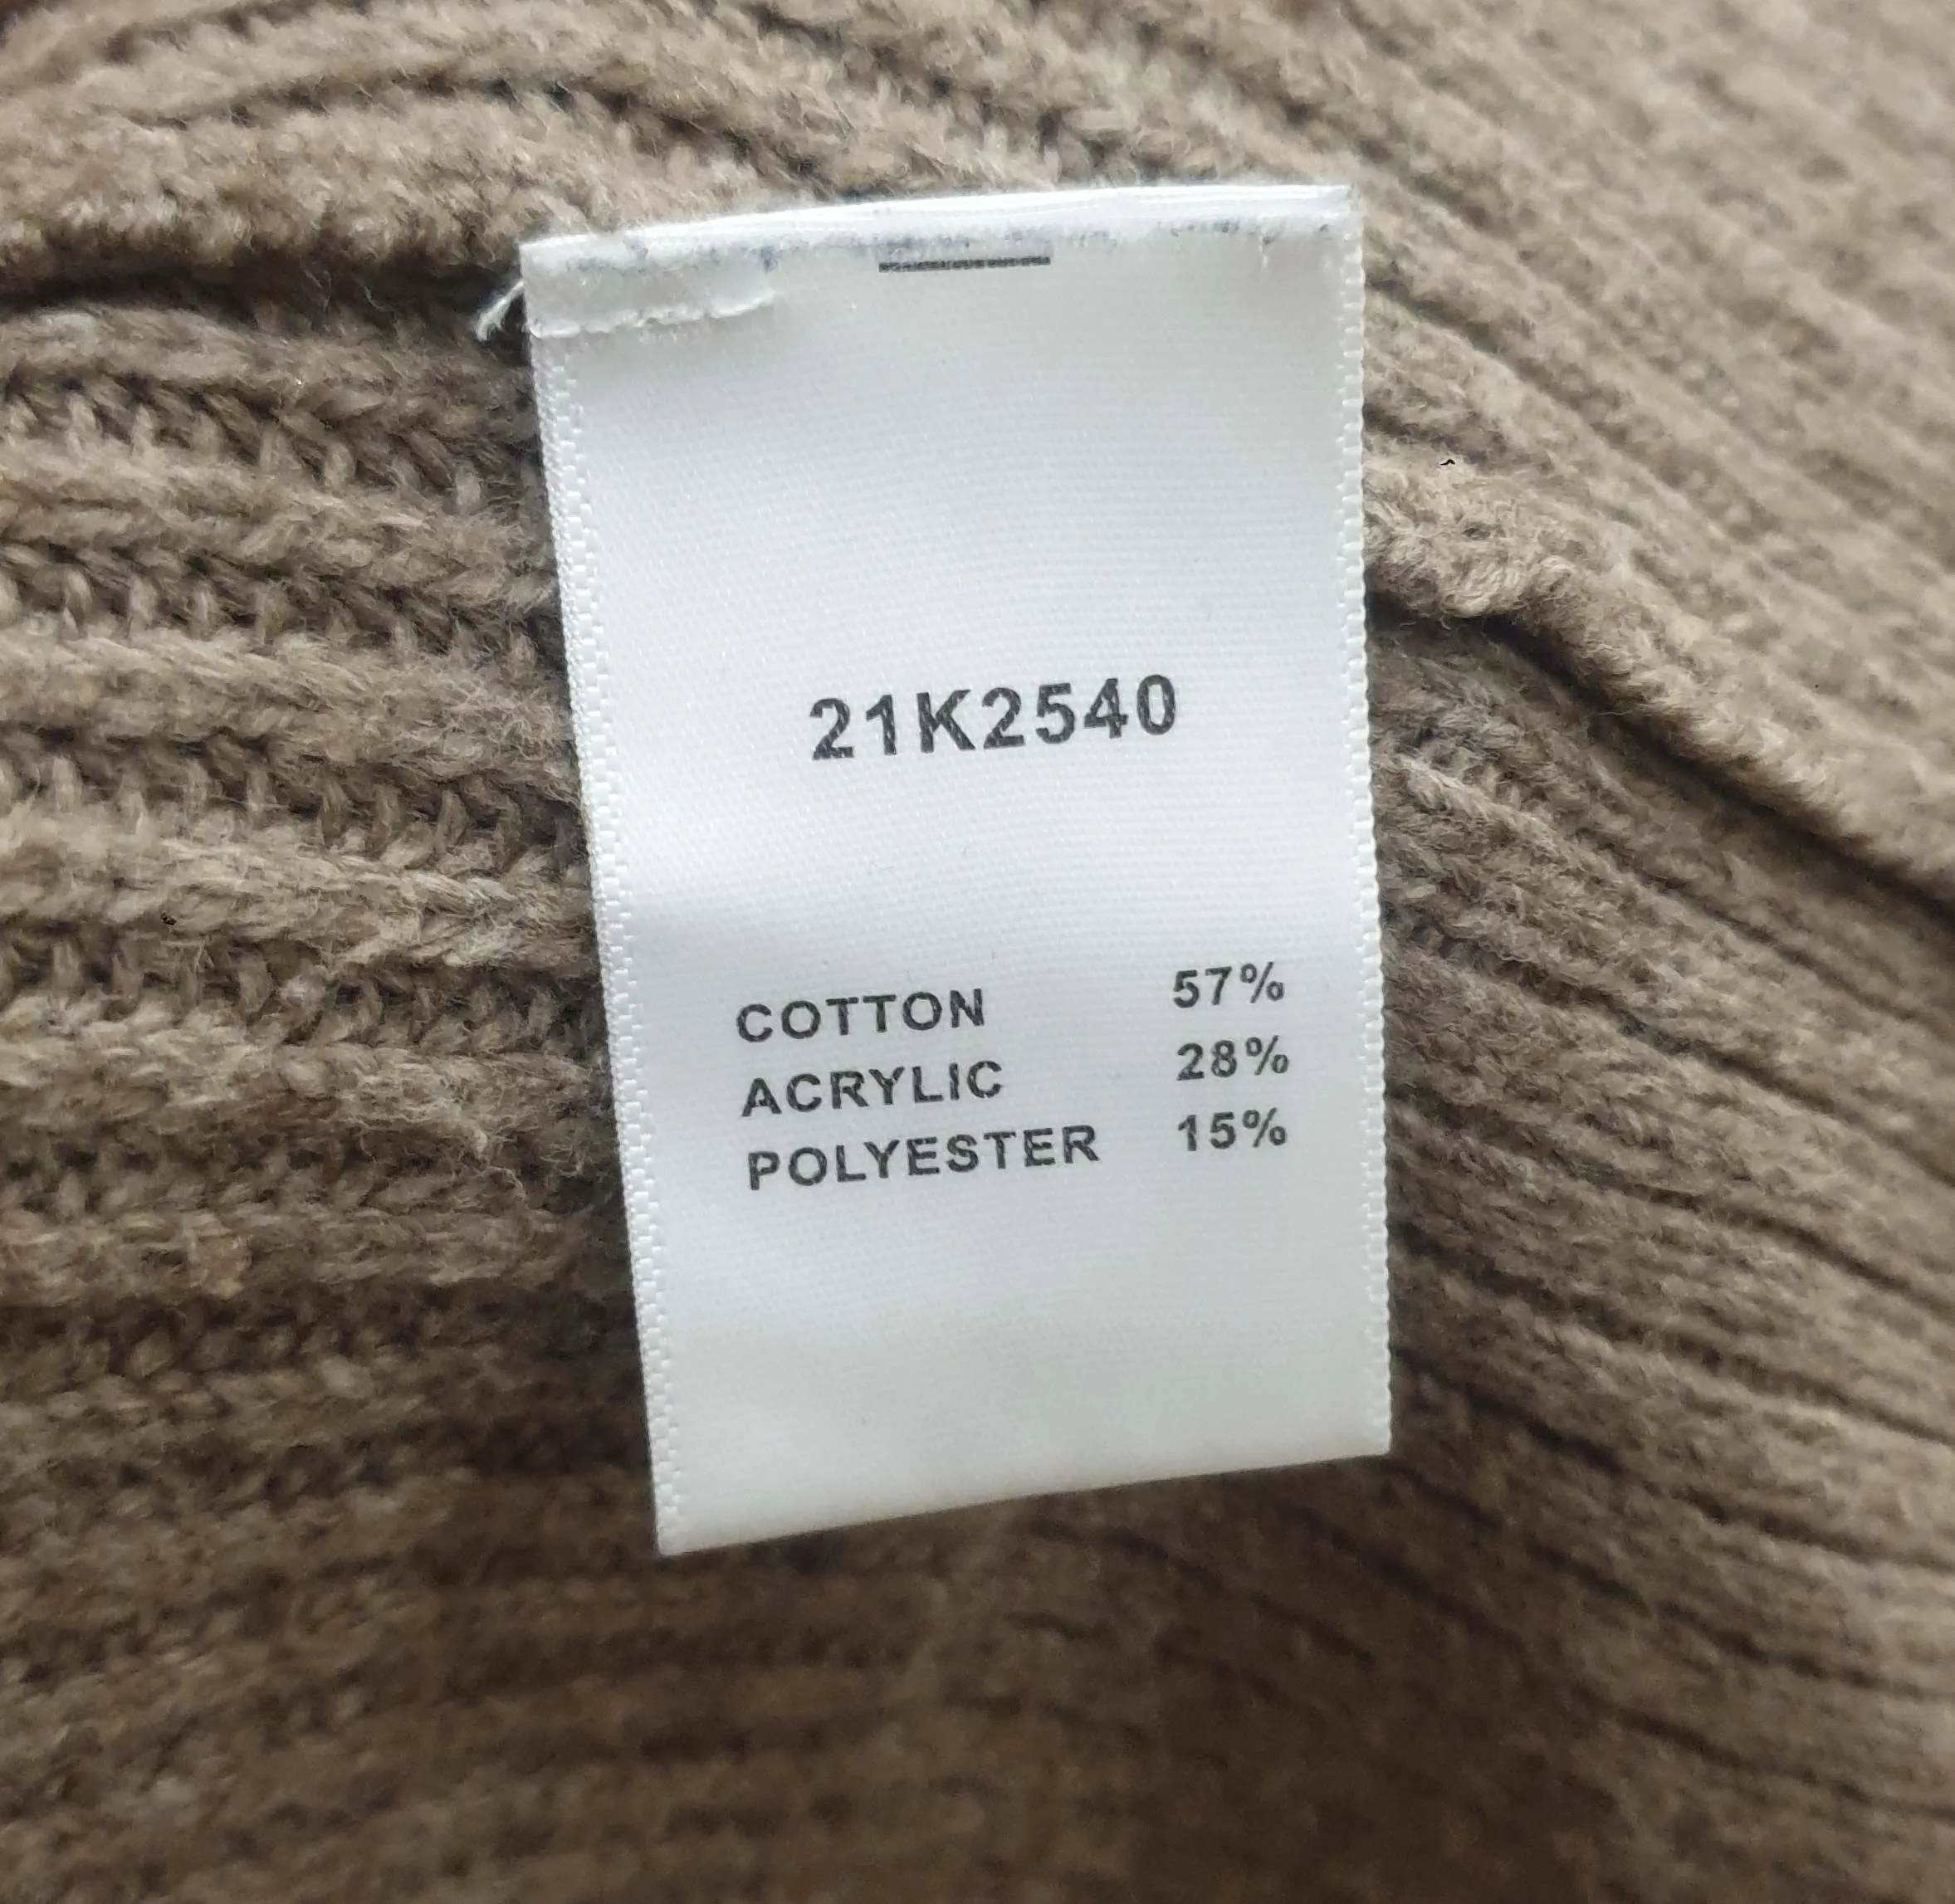 21K2540
COTTON 57%
ACRYLIC 28%
POLYESTER 15%